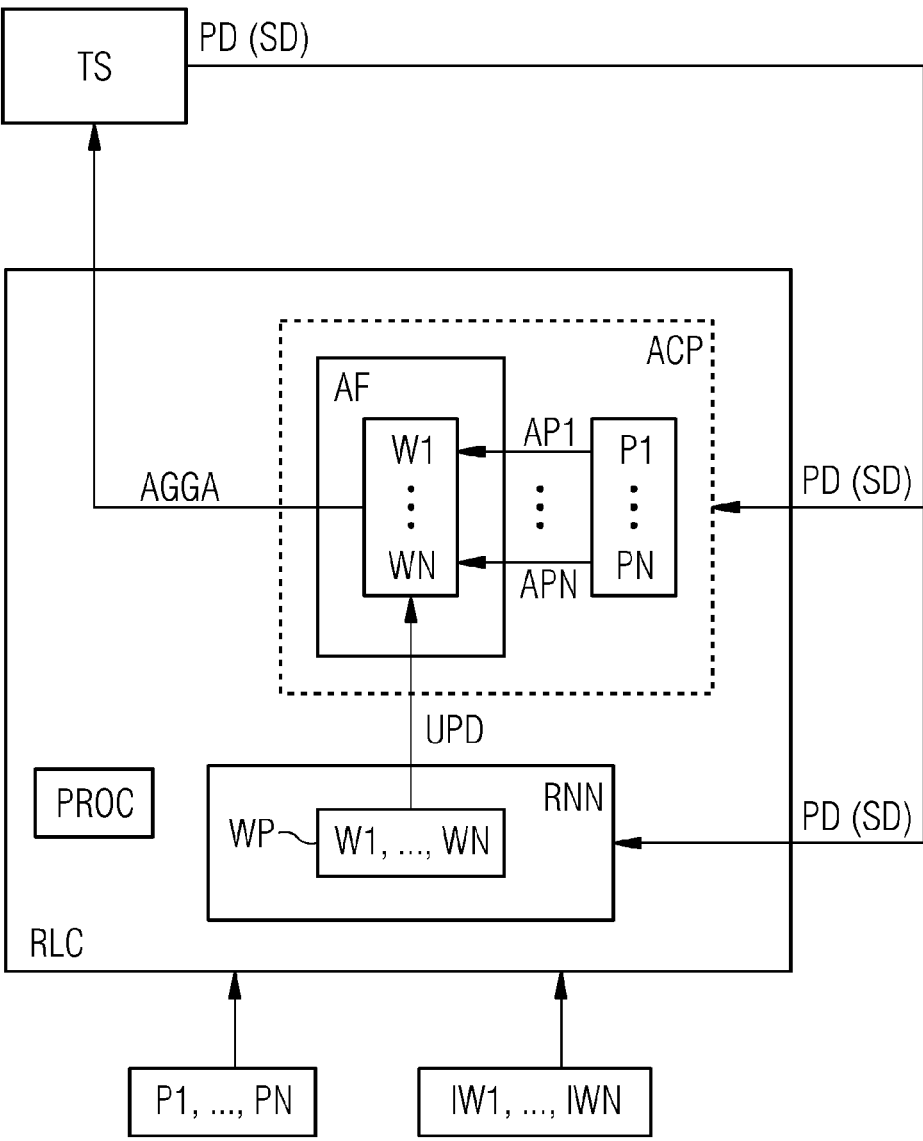 PD (SD)
TS
ACP
AF
W1
AP1
P1
AGGA
PD (SD)
WN
APN
PN
UPD
RNN
PROC
WP
W1, ..., WN
PD (SD)
RLC
P1, ..., PN
IW1, ..., IWN